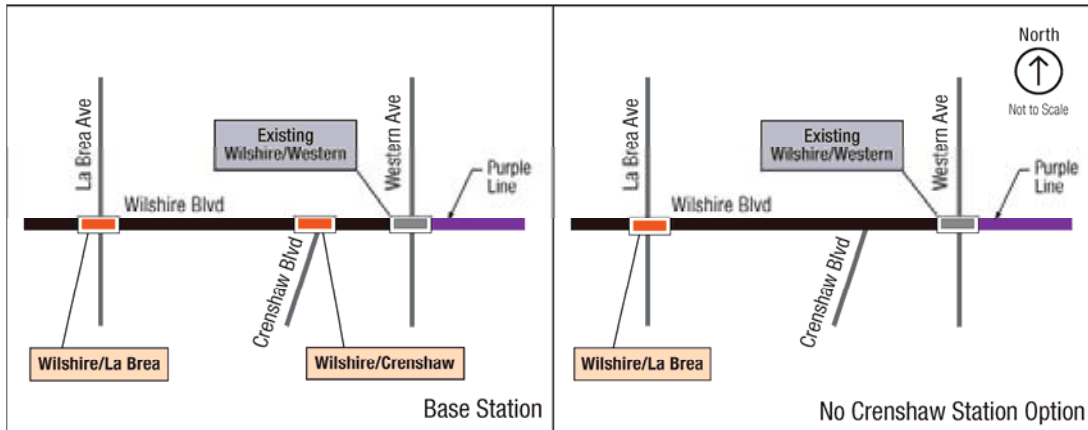 La Brea Ave
Existing
Wilshire/Western
Western Ave
Purple
Line
Wilshire Blvd
Crenshaw Blvd
Wilshire/La Brea
Wilshire/Crenshaw
Base Station
North
Not to Scale
La Brea Ave
Existing
Wilshire/Western
Western Ave
Purple
Line
Wilshire Blvd
Crenshaw Blvd
Wilshire/La Brea
No Crenshaw Station Option